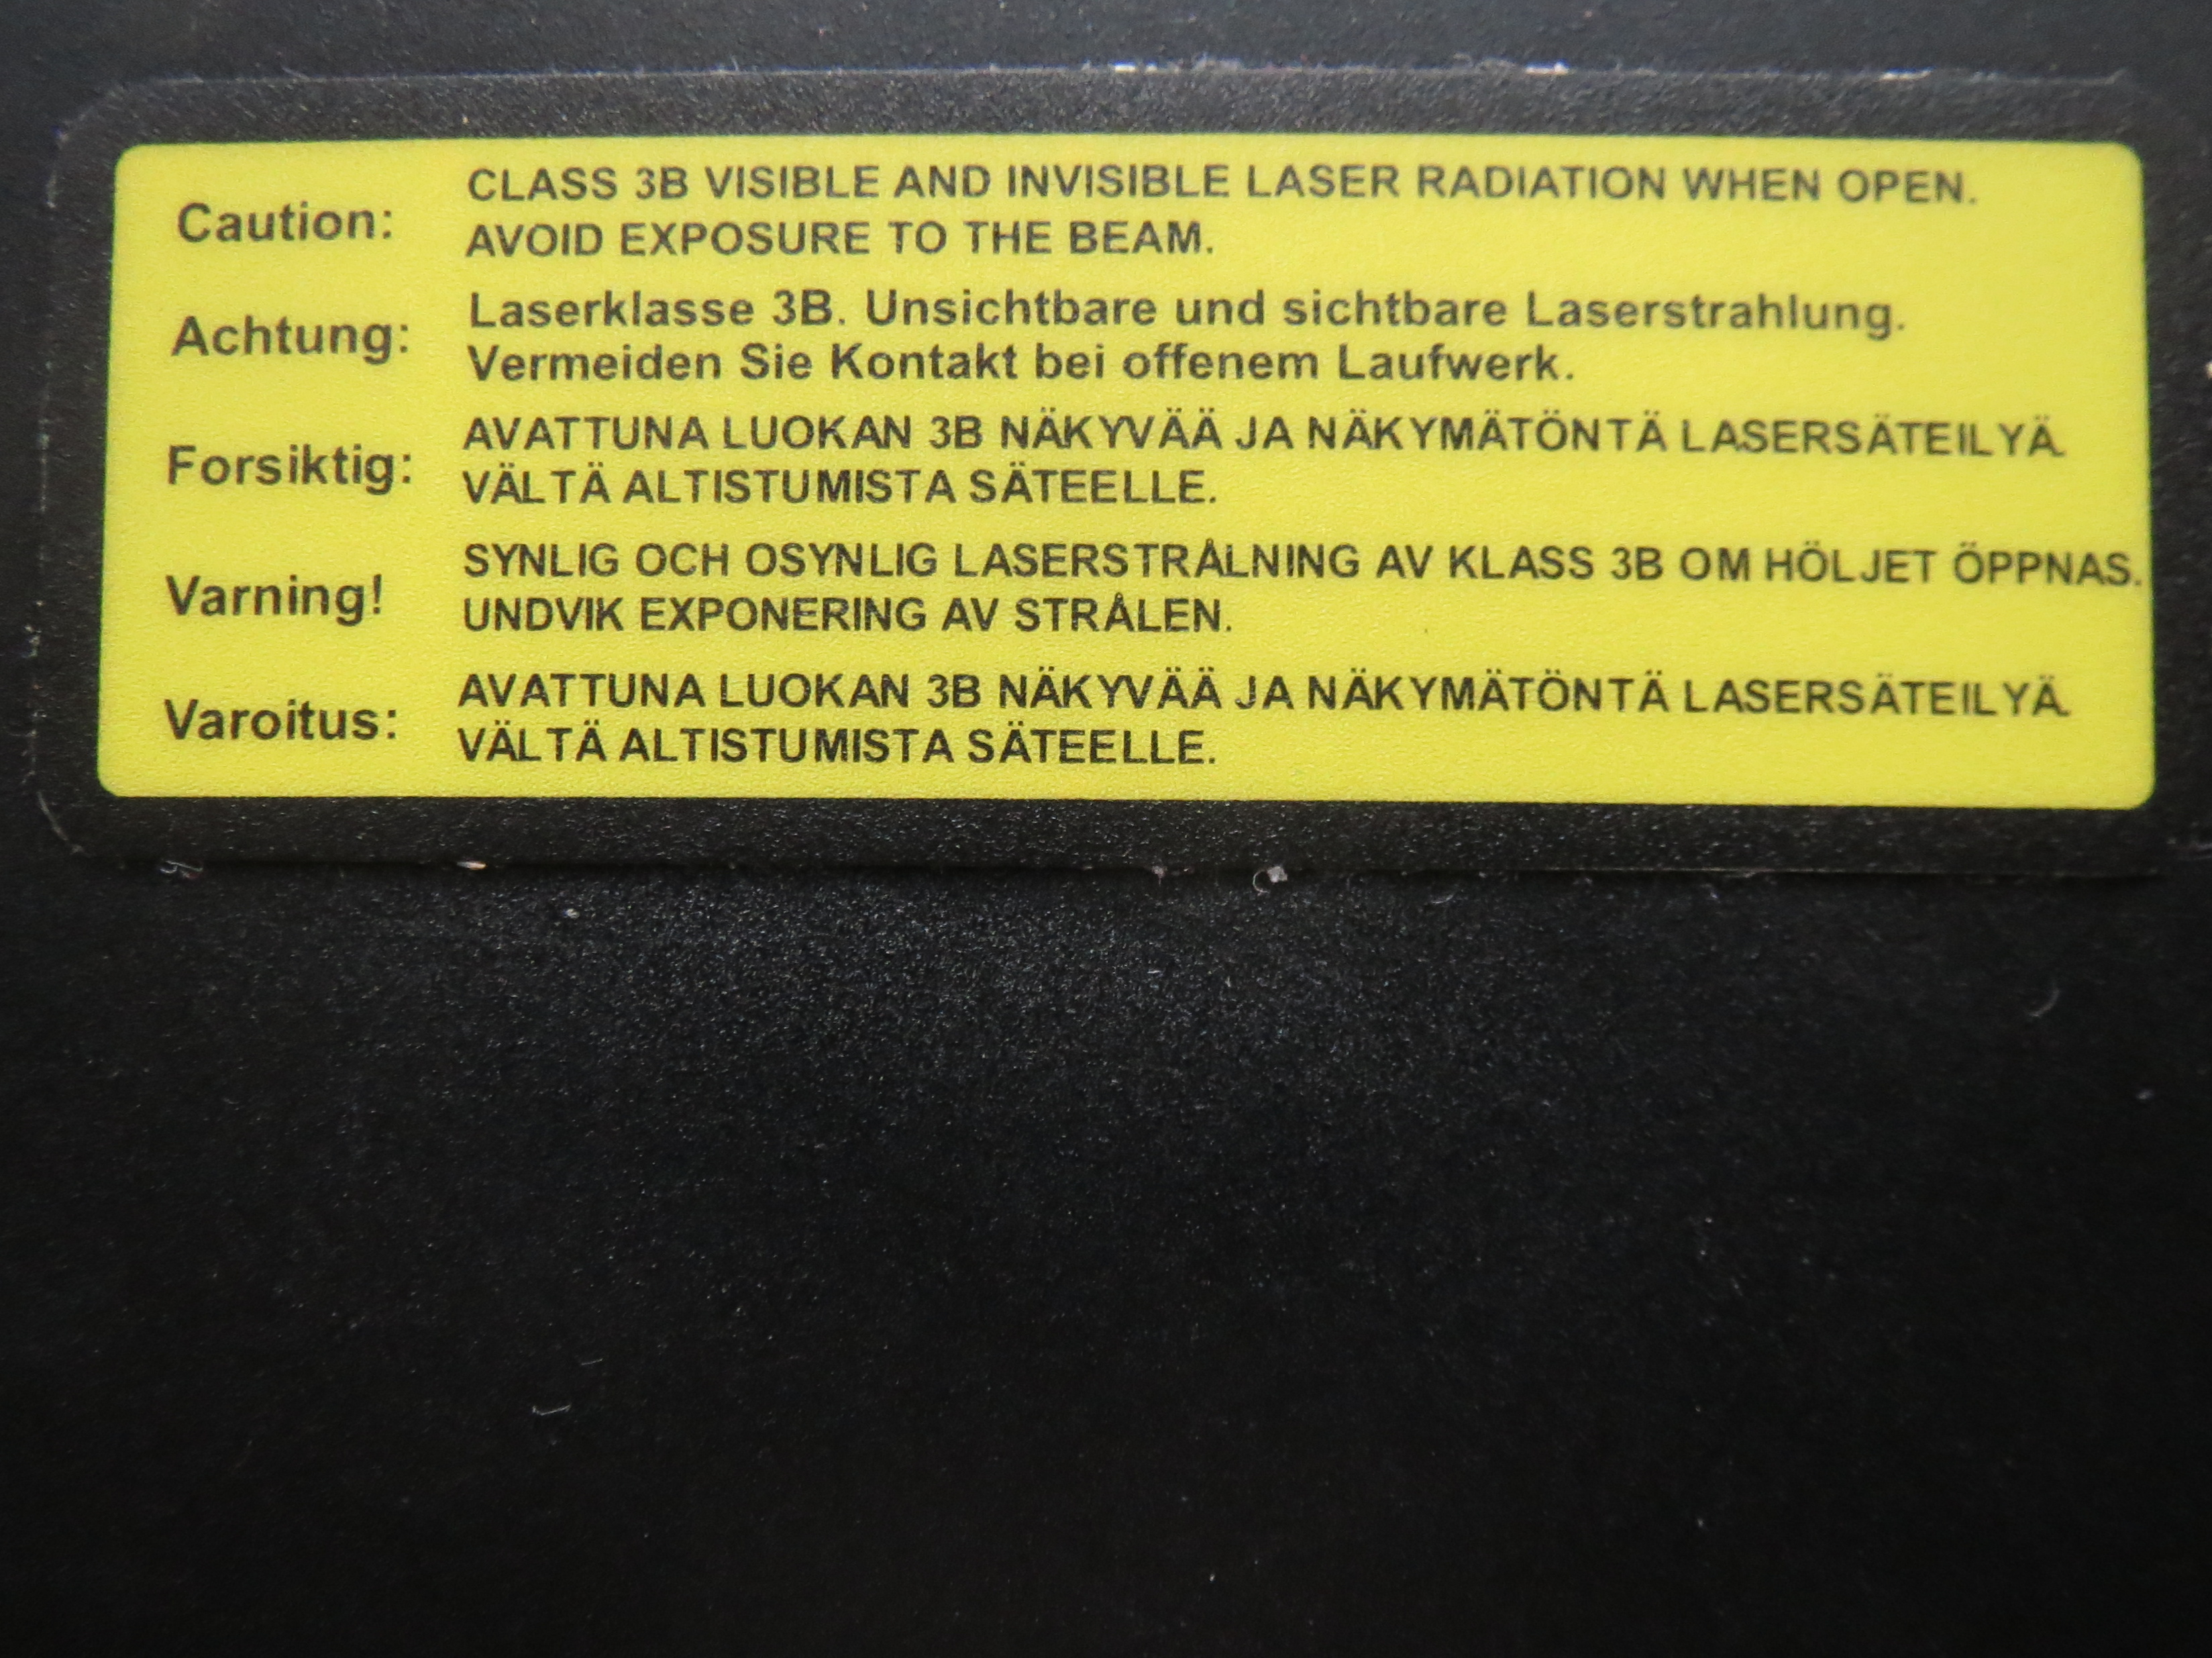 Caution: CLASS 3B VISIBLE AND INVISIBLE LASER RADIATION WHEN OPEN.
AVOID EXPOSURE TO THE BEAM.
Achtung: Laserklasse 3B. Unsichtbare und sichtbare Laserstrahlung.
Vermeiden Sie Kontakt bei offenem Laufwerk.
Forsiktig: AVATTUNA LUOKAN 3B NÄKYVÄÄ JA NÄKYMÄTÖNTÄ LASERSÄTEILYÄ.
VÄLTÄ ALTISTUMISTA SÄTEELLE.
Varning! SYNLIG OCH OSYNLIG LASERSTRÅLNING AV KLASS 3B OM HÖLJET ÖPPNAS.
UNDVIK EXPONERING AV STRÅLEN.
Varoitus: AVATTUNA LUOKAN 3B NÄKYVÄÄ JA NÄKYMÄTÖNTÄ LASERSÄTEILYÄ.
VÄLTÄ ALTISTUMISTA SÄTEELLE.